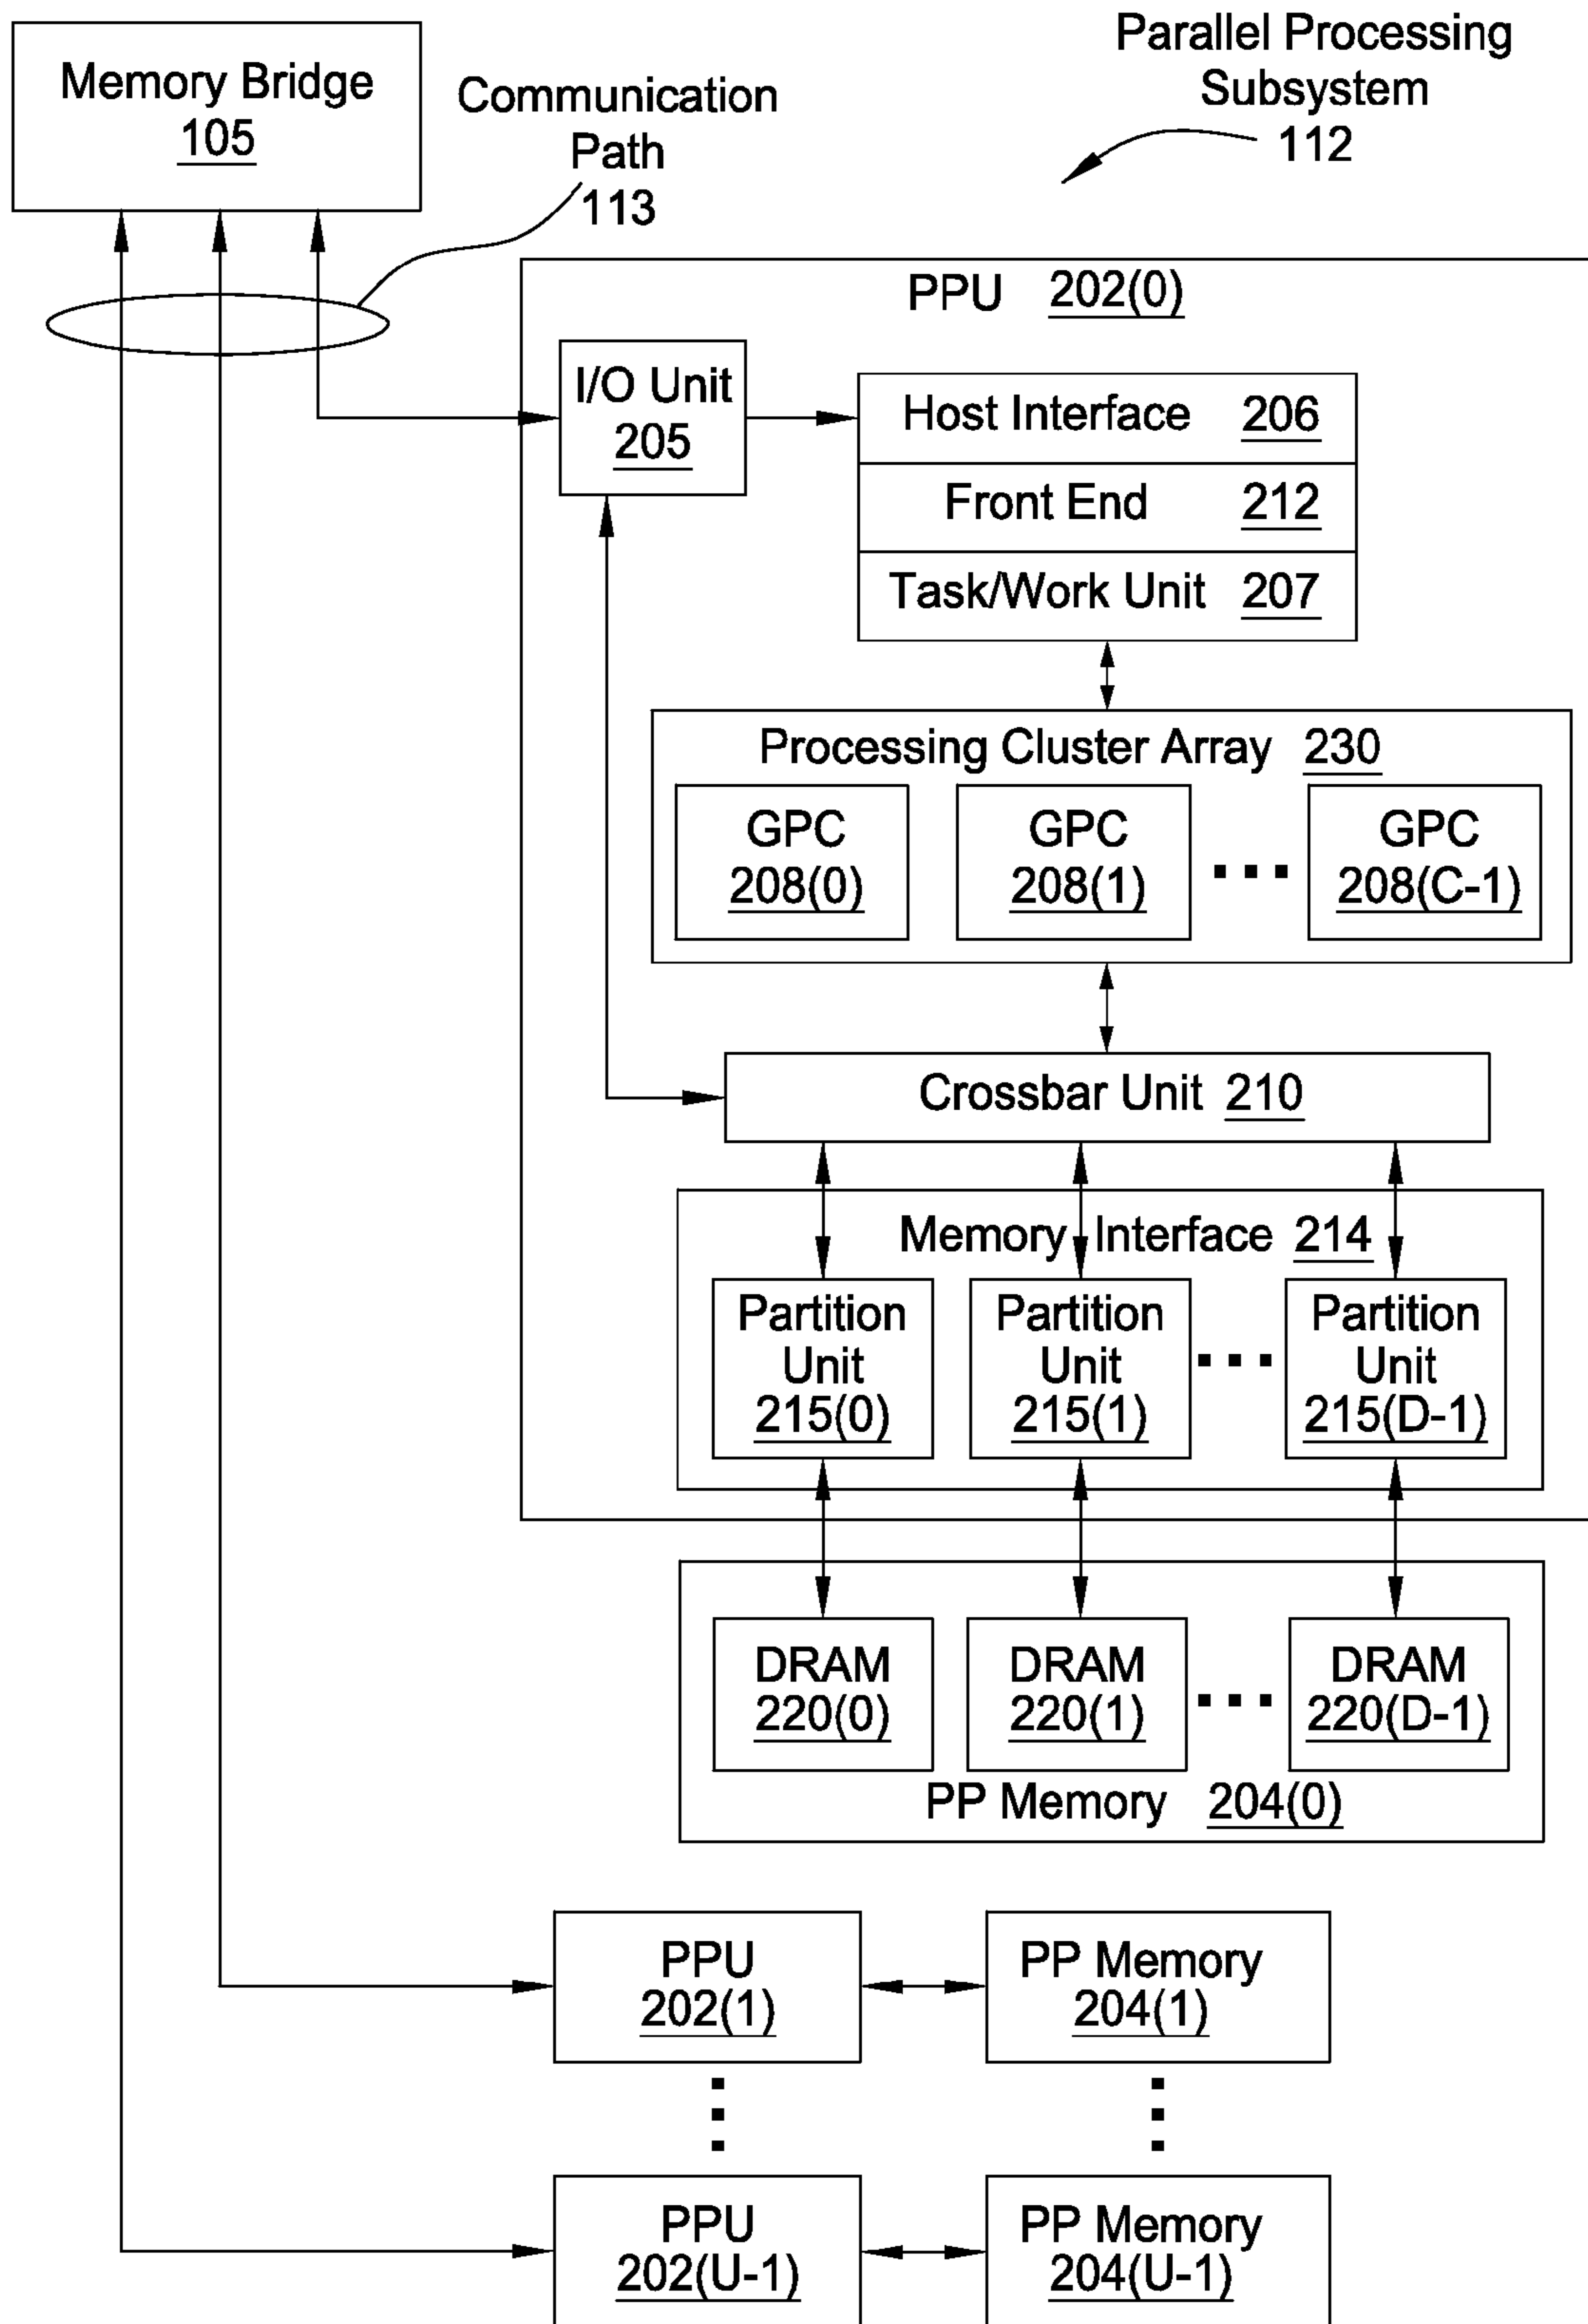 Memory Bridge
105
Communication
Path
113
Parallel Processing
Subsystem
112
PPU 202(0)
I/O Unit
205
Host Interface 206
Front End 212
Task/Work Unit 207
Processing Cluster Array 230
GPC
208(0)
GPC
208(1)
GPC
208(C-1)
Crossbar Unit 210
Memory Interface 214
Partition
Unit
215(0)
Partition
Unit
215(1)
Partition
Unit
215(D-1)
DRAM
220(0)
DRAM
220(1)
DRAM
220(D-1)
PP Memory 204(0)
PPU
202(1)
PP Memory
204(1)
PPU
202(U-1)
PP Memory
204(U-1)